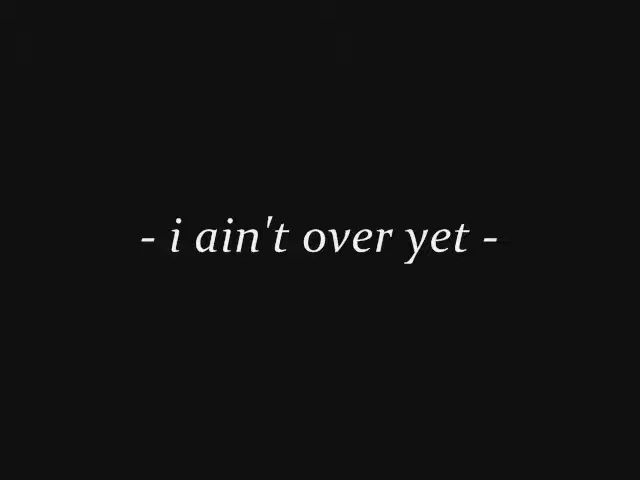 - i ain't over yet -